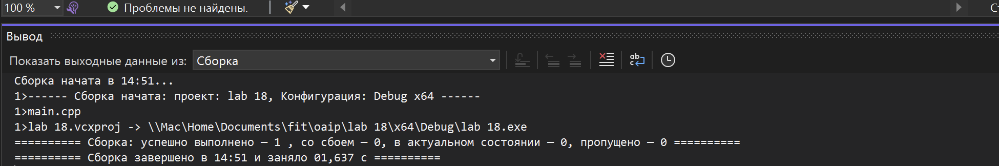 100 % Проблемы не найдены.
Вывод
Показать выходные данные из: Сборка
Сборка начата в 14:51...
1>------ Сборка начата: проект: lab 18, Конфигурация: Debug x64 ------
1>main.cpp
1>lab 18.vcxproj -> \\Mac\Home\Documents\fit\oaip\lab 18\x64\Debug\lab 18.exe
========== Сборка: успешно выполнено — 1 , со сбоем — 0, в актуальном состоянии — 0, пропущено — 0 ==========
========== Сборка завершено в 14:51 и заняло 01,637 с ==========